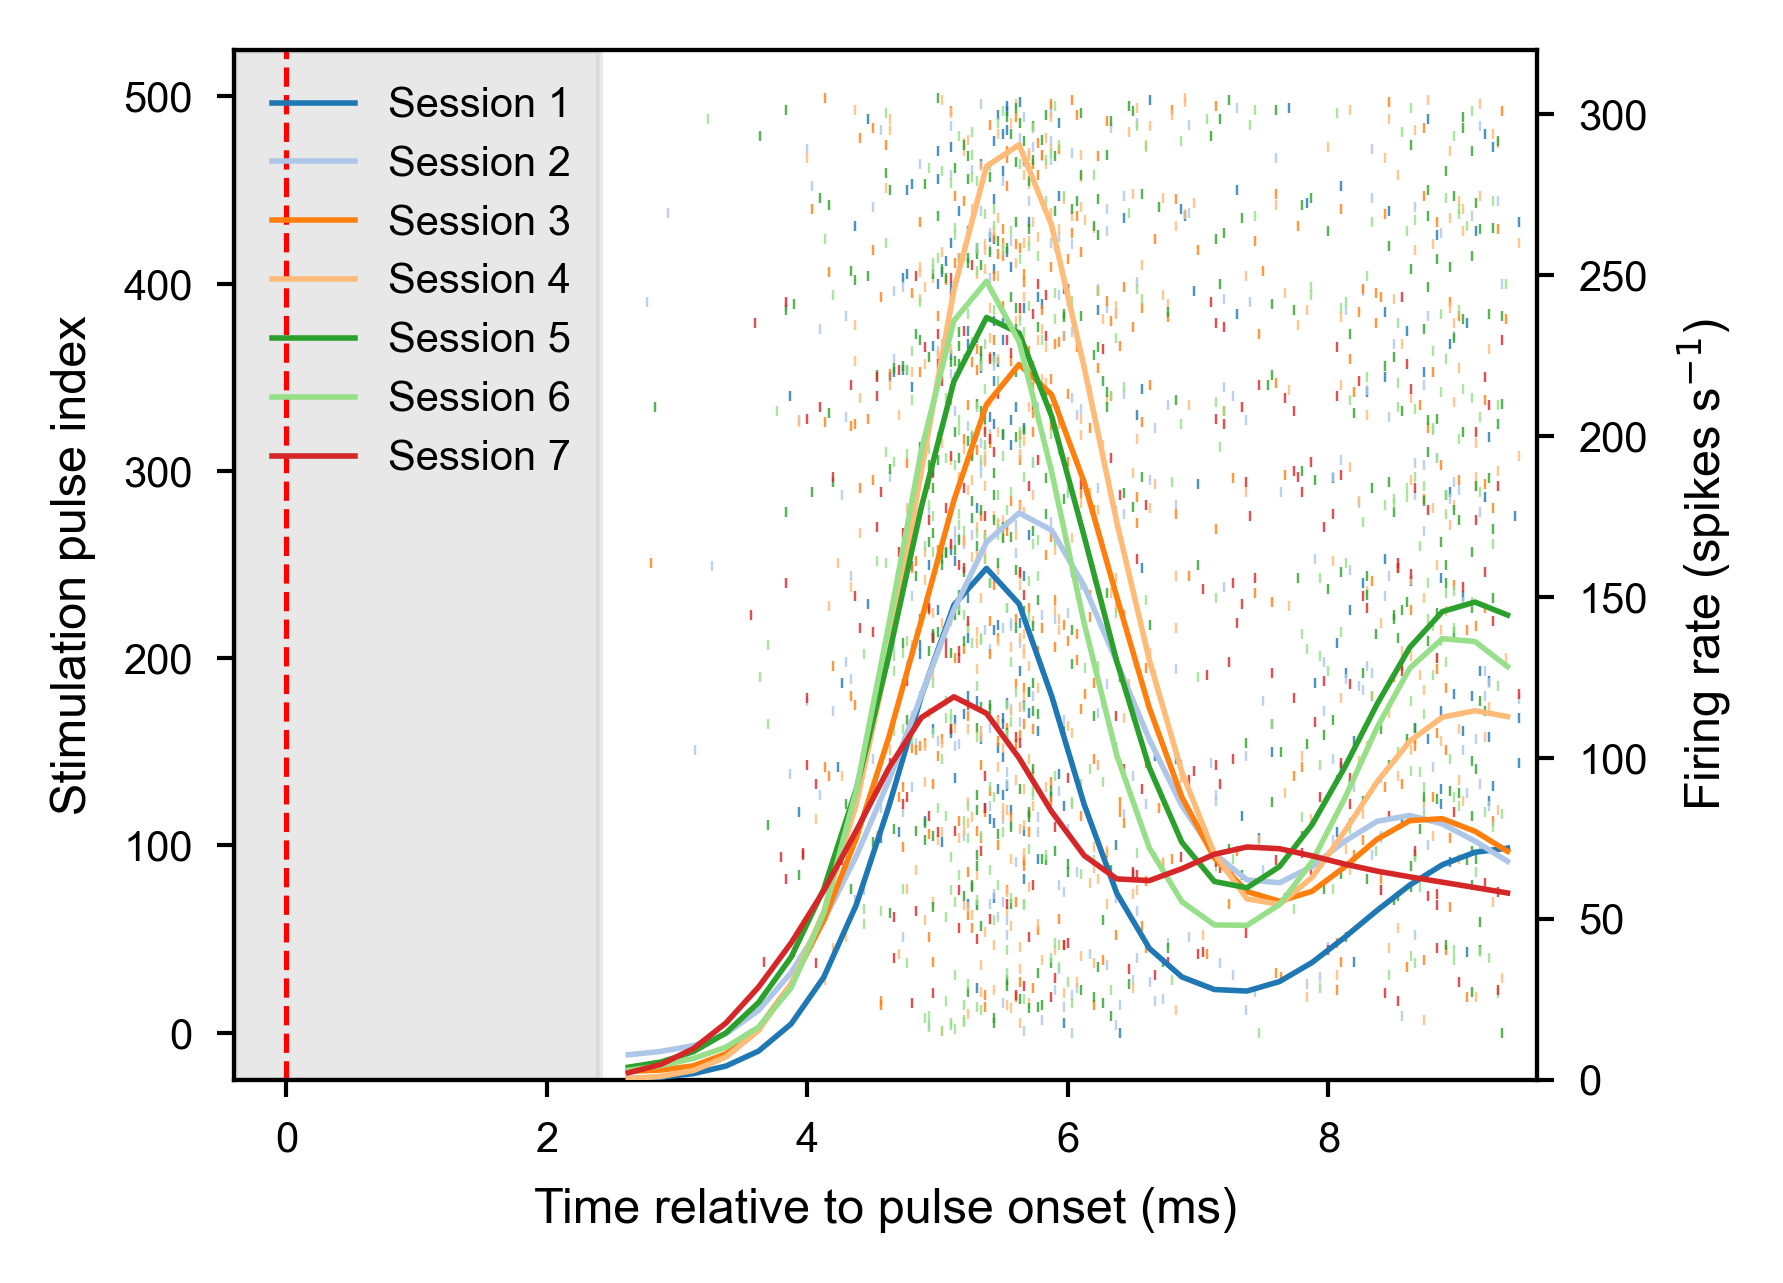 500
400
300
200
100
0
Stimulation pulse index
Session 1
Session 2
Session 3
Session 4
Session 5
Session 6
Session 7
300
250
200
150
100
50
0
Firing rate (spikes s⁻¹)
0 2 4 6 8
Time relative to pulse onset (ms)